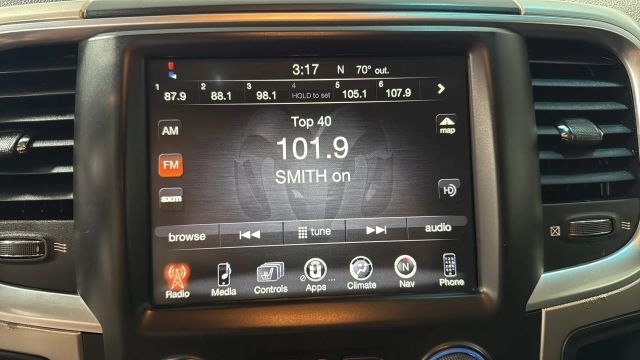 3:17 N 70° out.
1 87.9 2 88.1 3 98.1 4 HOLD to set 5 105.1 6 107.9
AM
Top 40
map
101.9
FM
SMITH on
HD
sxm
browse tune audio
Radio Media Controls Apps Climate Nav Phone